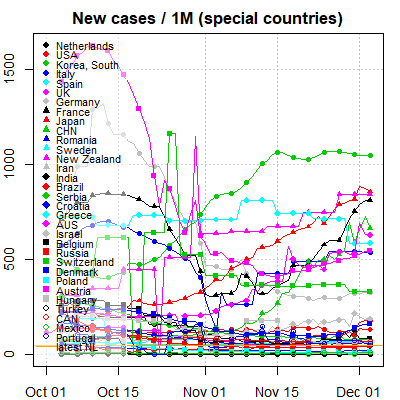 New cases / 1M (special countries)
1500
1000
500
0
Netherlands
USA
Korea, South
Italy
Spain
UK
Germany
France
Japan
CHN
Romania
Sweden
New Zealand
Iran
India
Brazil
Serbia
Croatia
Greece
AUS
Israel
Belgium
Russia
Switzerland
Denmark
Poland
Austria
Hungary
Turkey
CAN
Mexico
Portugal
latest NL
Oct 01 Oct 15 Nov 01 Nov 15 Dec 01